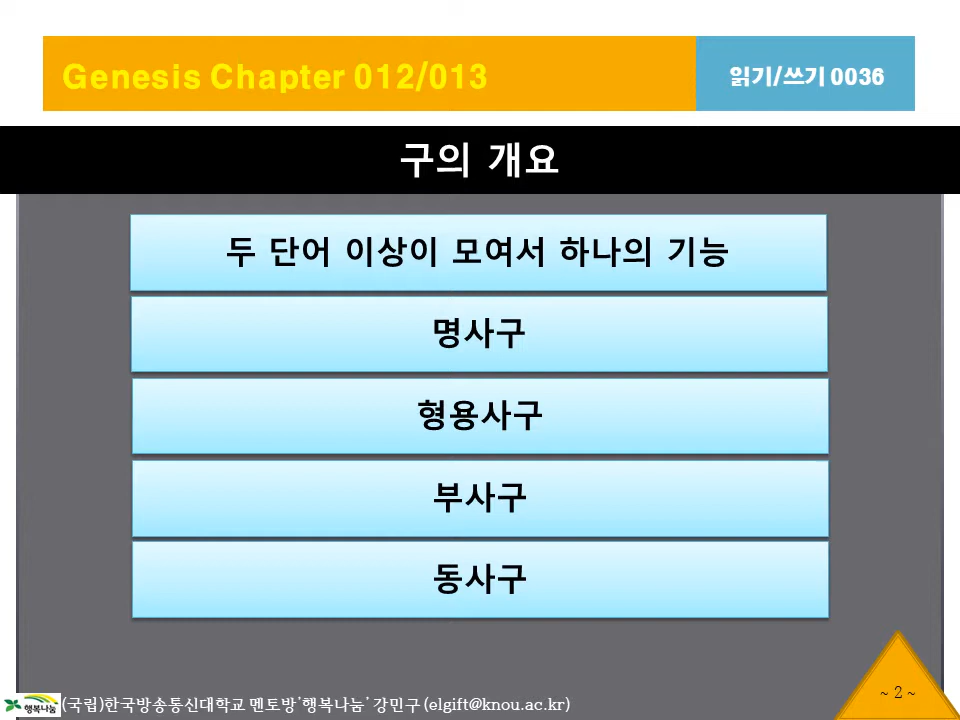 Genesis Chapter 012/013
읽기/쓰기 0036
구의 개요
두 단어 이상이 모여서 하나의 기능
명사구
형용사구
부사구
동사구
행복나눔
(국립)한국방송통신대학교 멘토방'행복나눔' 강민구 (elgift@knou.ac.kr)
~ 2 ~